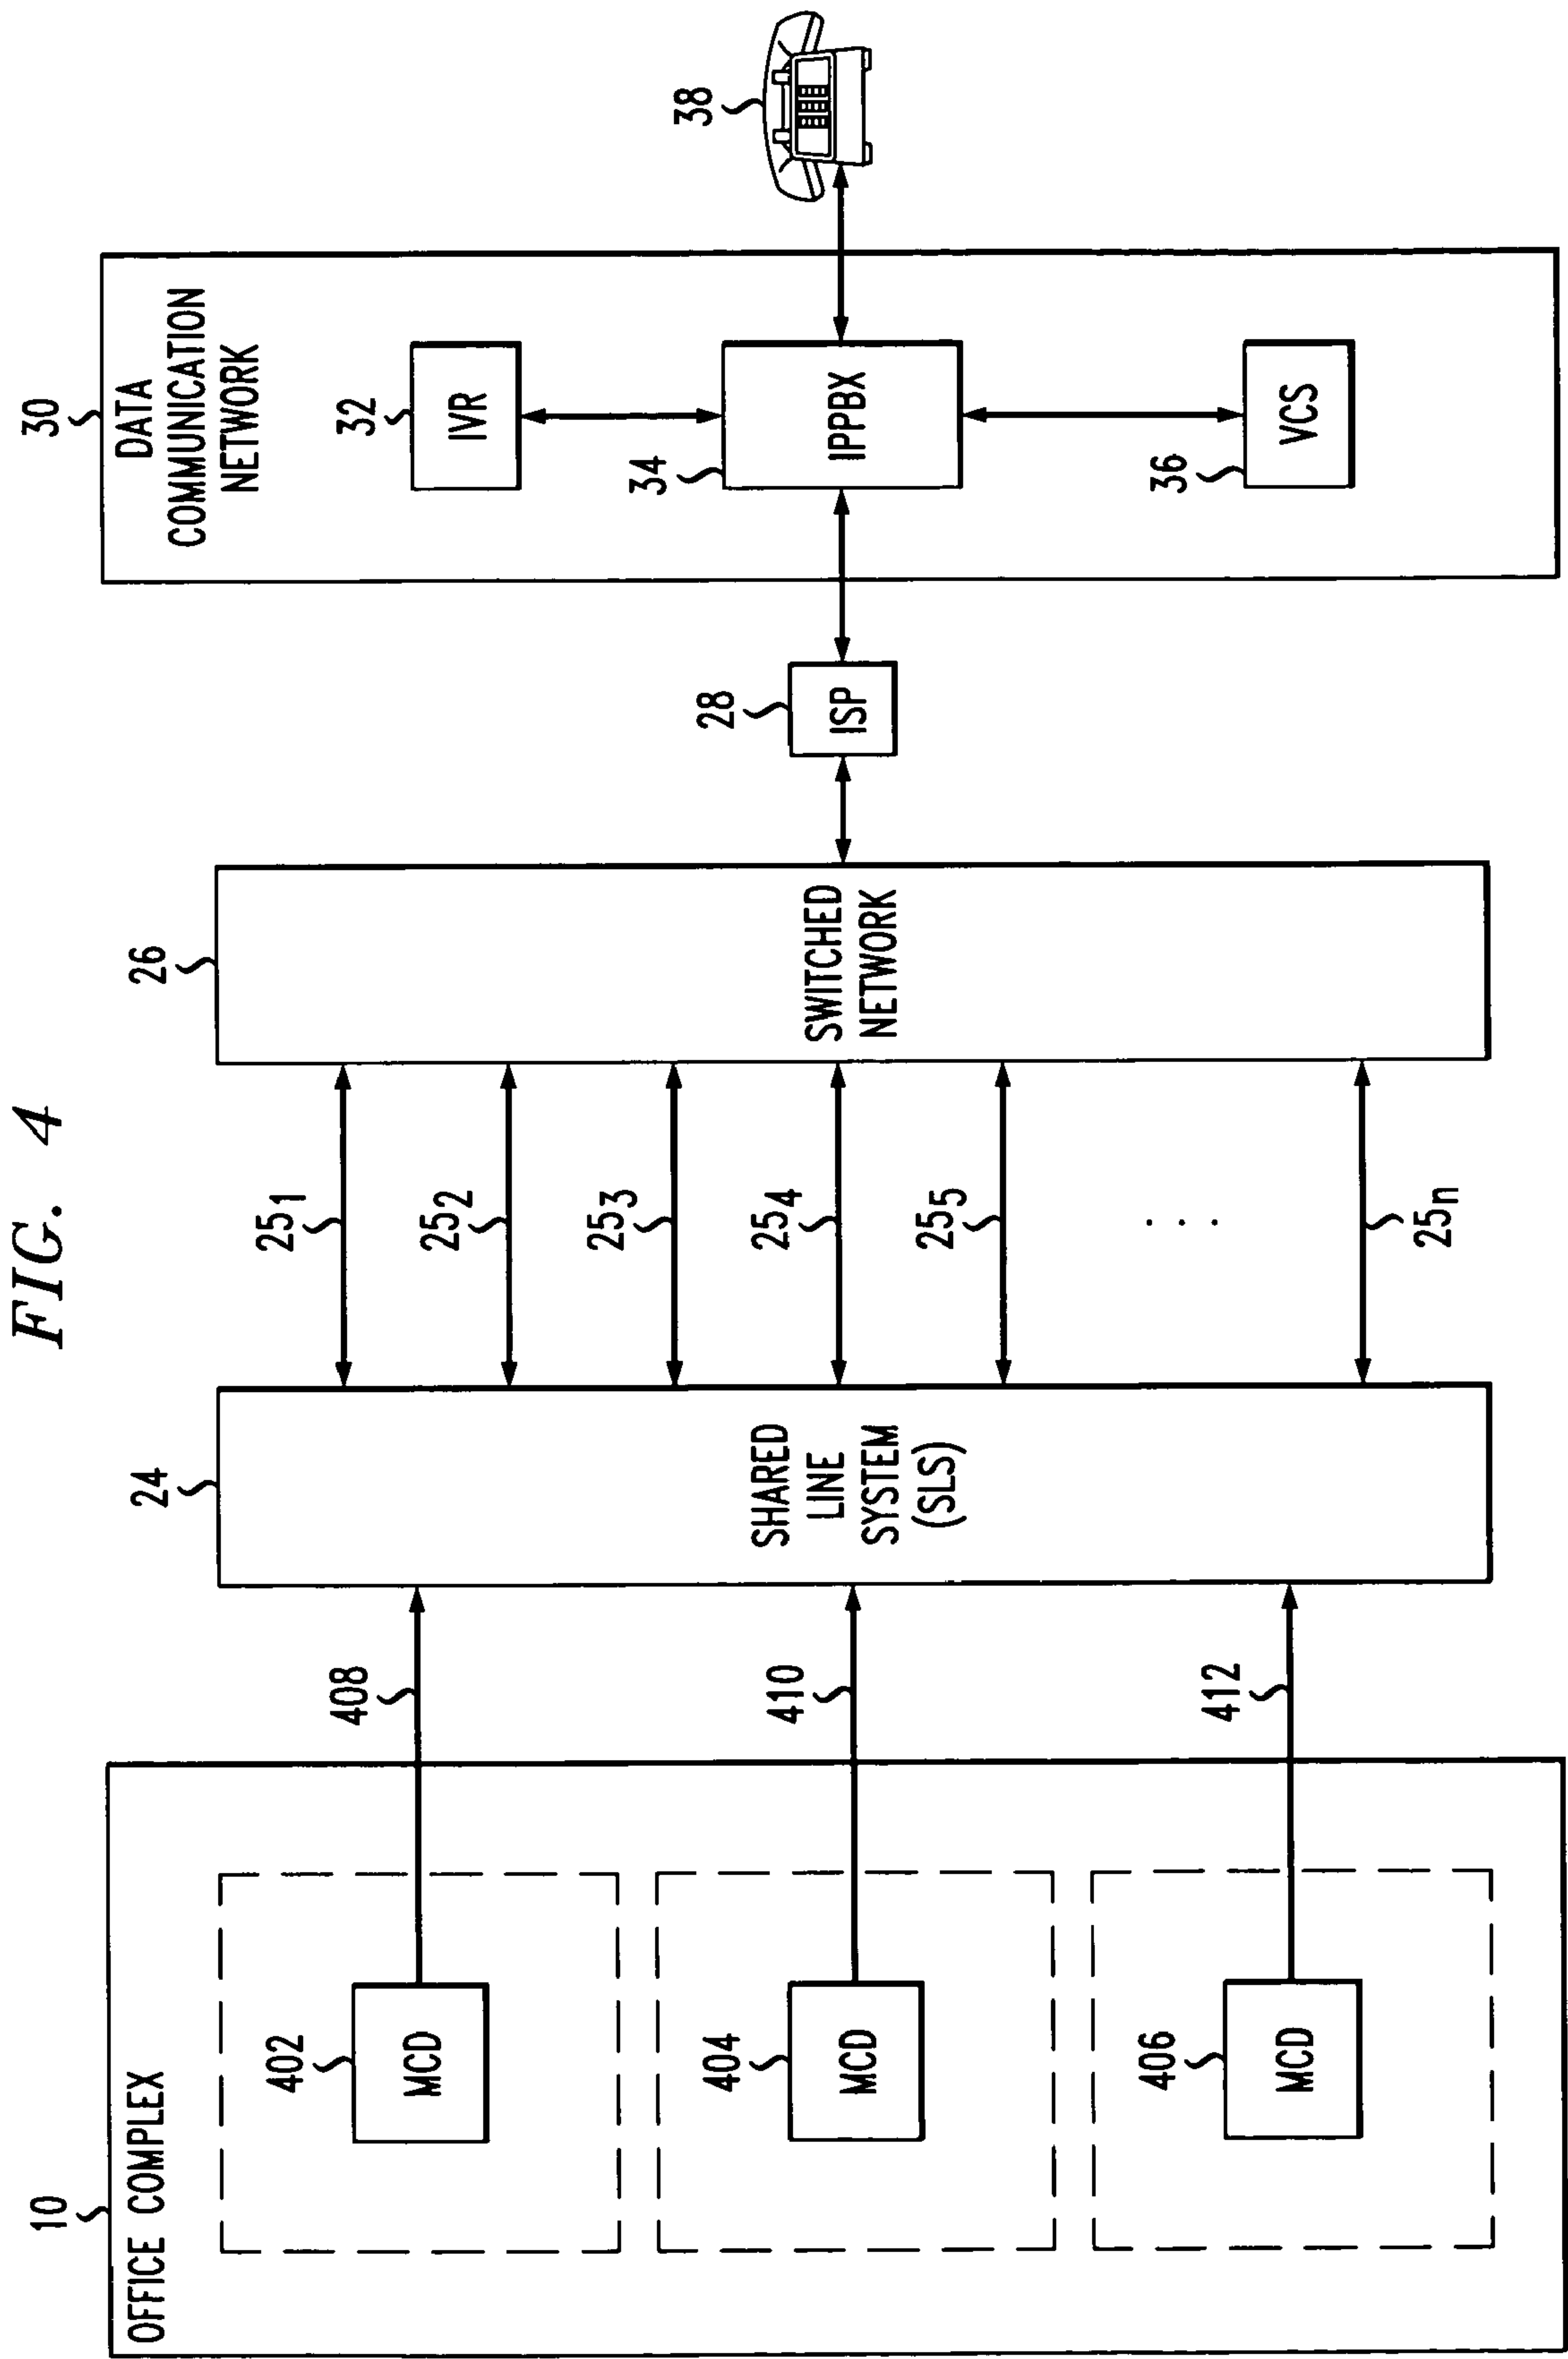 FIG. 4
10
OFFICE COMPLEX
402
MCD
404
MCD
406
MCD
408
410
412
24
SHARED
LINE
SYSTEM
(SLS)
25₁
25₂
25₃
25₄
25₅
. . .
25ₙ
26
SWITCHED
NETWORK
28
ISP
30
DATA
COMMUNICATION
NETWORK
32
IVR
34
IPPBX
36
VCS
38